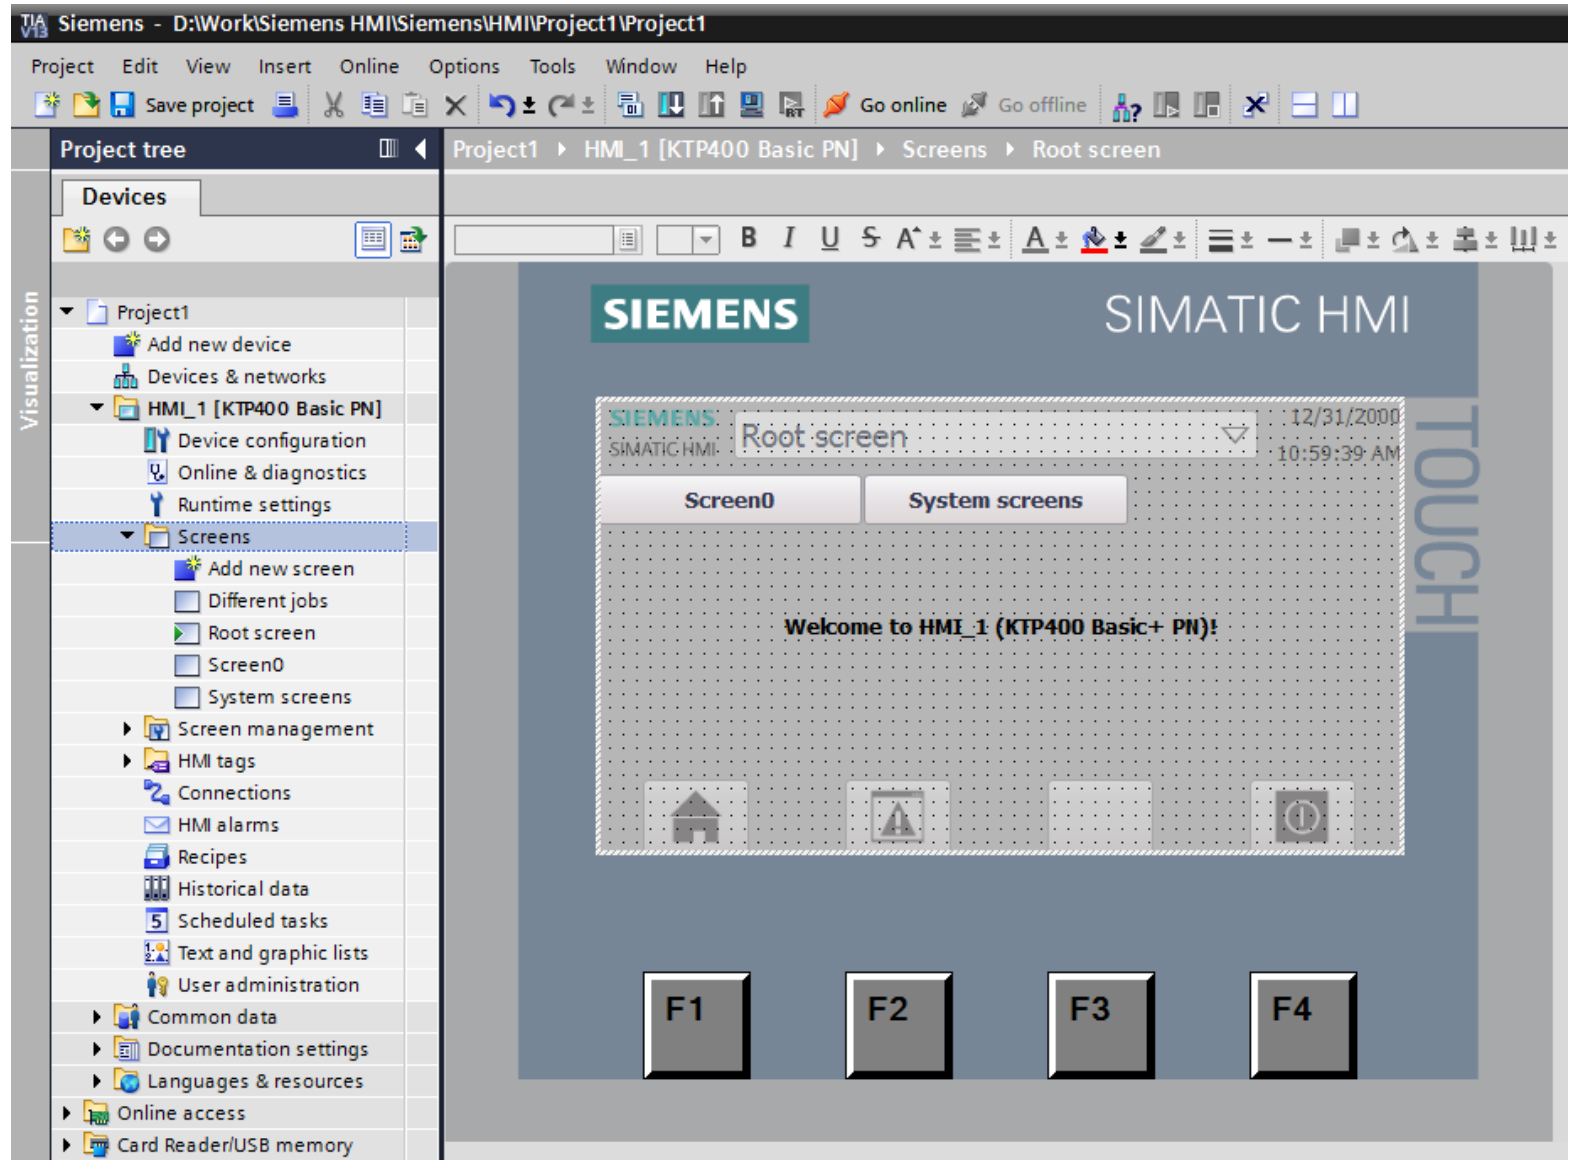 TIA V13 Siemens - D:\Work\Siemens HMI\Siemens\HMI\Project1\Project1
Project Edit View Insert Online Options Tools Window Help
Save project RT Go online Go offline
Project tree
Project1 HMI_1 [KTP400 Basic PN] Screens Root screen
Devices
B I U S A A
Visualization
Project1
Add new device
Devices & networks
HMI_1 [KTP400 Basic PN]
Device configuration
Online & diagnostics
Runtime settings
Screens
Add new screen
Different jobs
Root screen
Screen0
System screens
Screen management
HMI tags
Connections
HMI alarms
Recipes
Historical data
5 Scheduled tasks
Text and graphic lists
User administration
Common data
Documentation settings
Languages & resources
Online access
Card Reader/USB memory
SIEMENS SIMATIC HMI
TOUCH
SIEMENS
SIMATIC HMI
Root screen
12/31/2000
10:59:39 AM
Screen0 System screens
Welcome to HMI_1 (KTP400 Basic+ PN)!
F1 F2 F3 F4